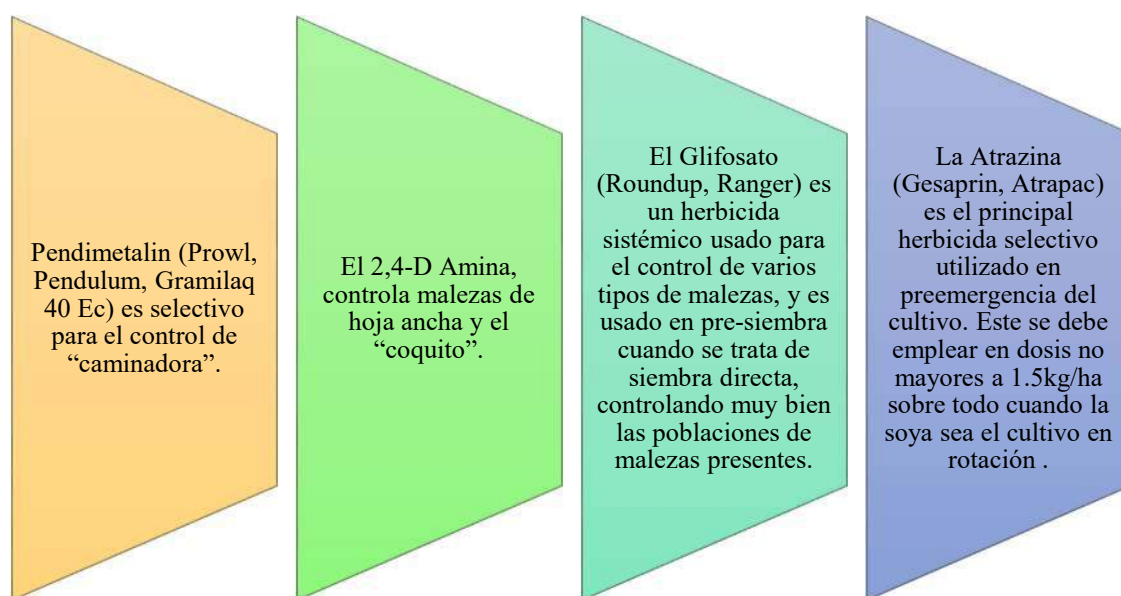 Pendimetalin (Prowl,
Pendulum, Gramilaq
40 Ec) es selectivo
para el control de
“caminadora”.
El 2,4-D Amina,
controla malezas de
hoja ancha y el
“coquito”.
El Glifosato
(Roundup, Ranger) es
un herbicida
sistémico usado para
el control de varios
tipos de malezas, y es
usado en pre-siembra
cuando se trata de
siembra directa,
controlando muy bien
las poblaciones de
malezas presentes.
La Atrazina
(Gesaprin, Atrapac)
es el principal
herbicida selectivo
utilizado en
preemergencia del
cultivo. Este se debe
emplear en dosis no
mayores a 1.5kg/ha
sobre todo cuando la
soya sea el cultivo en
rotación .